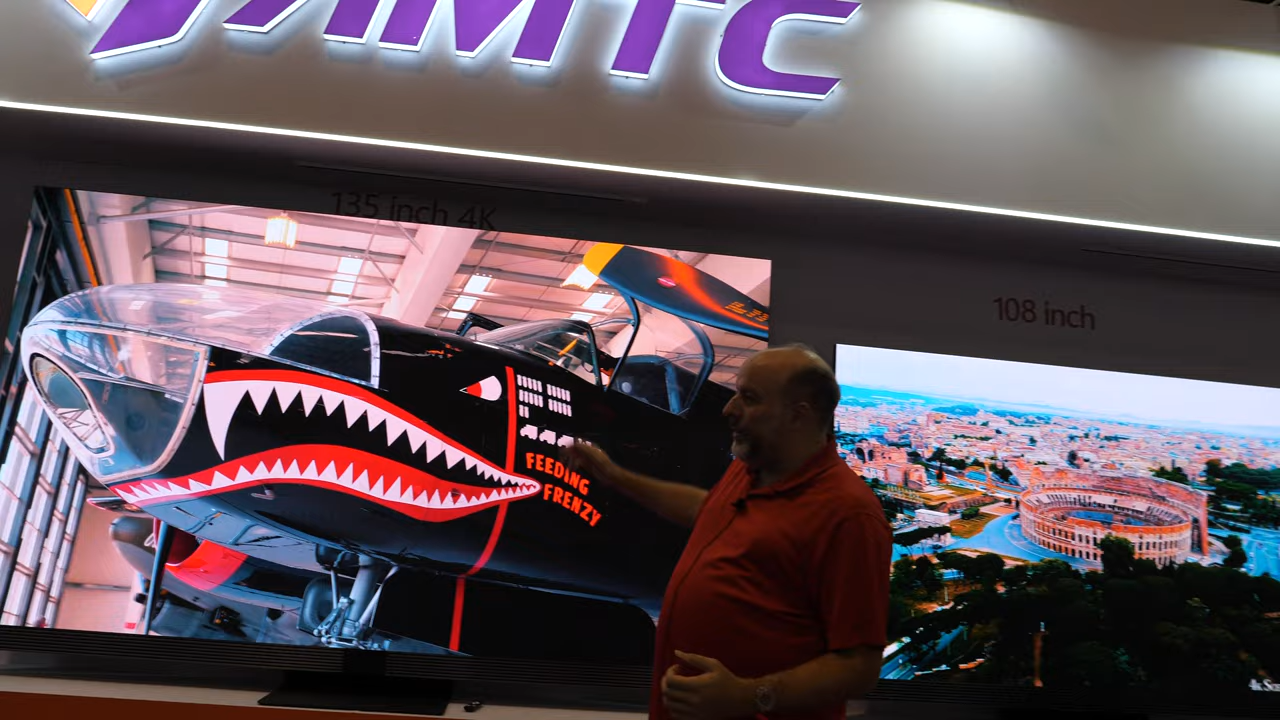 AMTC
135 inch 4K
108 inch
FEEDING
FRENZY